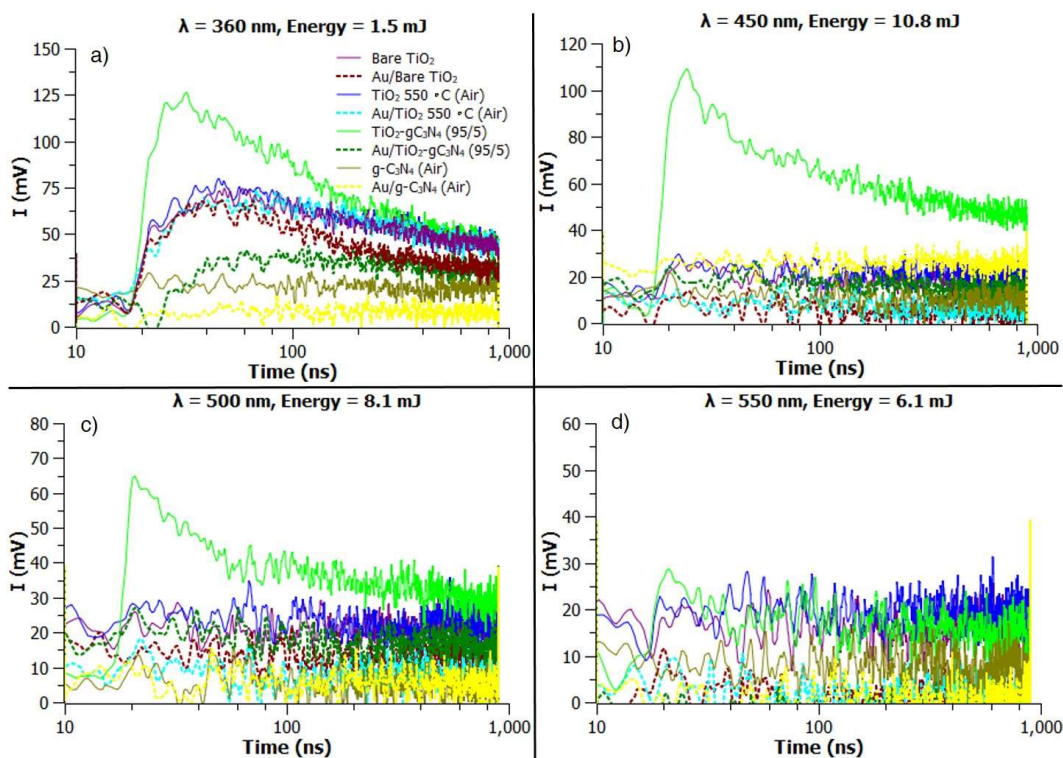 λ = 360 nm, Energy = 1.5 mJ
a)
I (mV)
150
125
100
75
50
25
0
10
100
1,000
Time (ns)
Bare TiO₂
Au/Bare TiO₂
TiO₂ 550 °C (Air)
Au/TiO₂ 550 °C (Air)
TiO₂-gC₃N₄ (95/5)
Au/TiO₂-gC₃N₄ (95/5)
g-C₃N₄ (Air)
Au/g-C₃N₄ (Air)
λ = 450 nm, Energy = 10.8 mJ
b)
I (mV)
120
100
80
60
40
20
0
10
100
1,000
Time (ns)
λ = 500 nm, Energy = 8.1 mJ
c)
I (mV)
80
70
60
50
40
30
20
10
0
10
100
1,000
Time (ns)
λ = 550 nm, Energy = 6.1 mJ
d)
I (mV)
60
50
40
30
20
10
0
10
100
1,000
Time (ns)